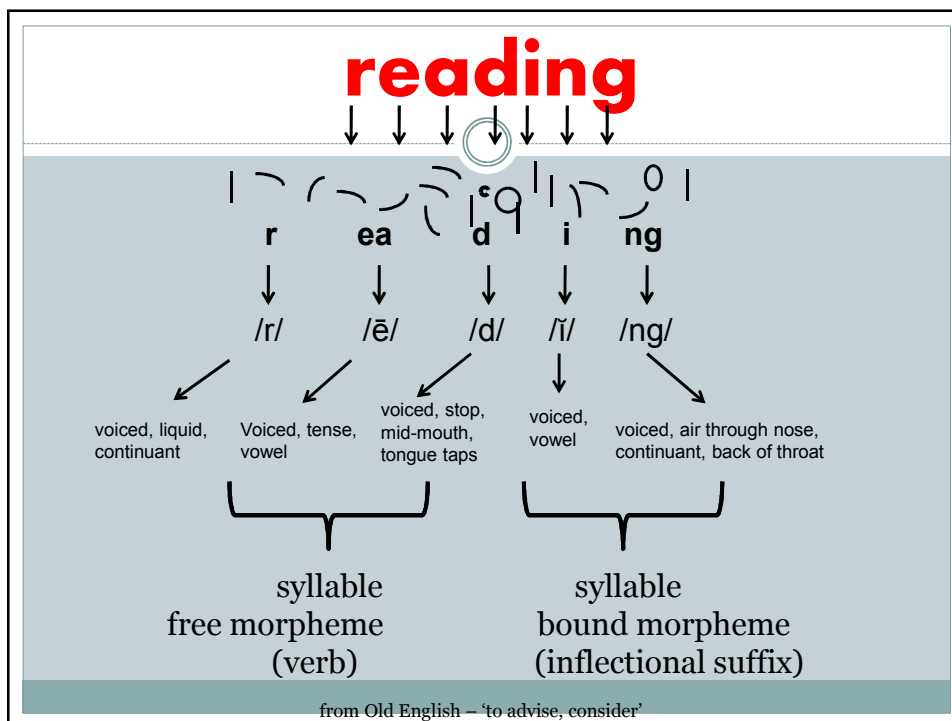 reading
r ea d i ng
/r/ /ē/ /d/ /ĭ/ /ng/
voiced, liquid,
continuant
Voiced, tense,
vowel
voiced, stop,
mid-mouth,
tongue taps
voiced,
vowel
voiced, air through nose,
continuant, back of throat
syllable
free morpheme
(verb)
syllable
bound morpheme
(inflectional suffix)
from Old English – ‘to advise, consider’